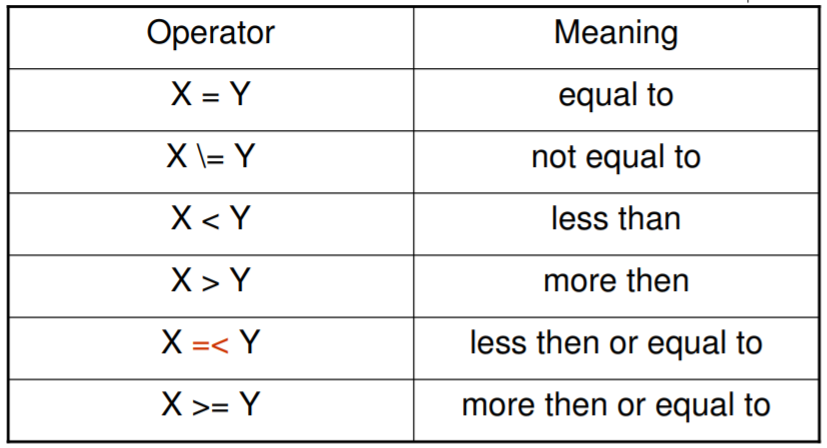 Operator Meaning
X = Y equal to
X \= Y not equal to
X < Y less than
X > Y more then
X =< Y less then or equal to
X >= Y more then or equal to